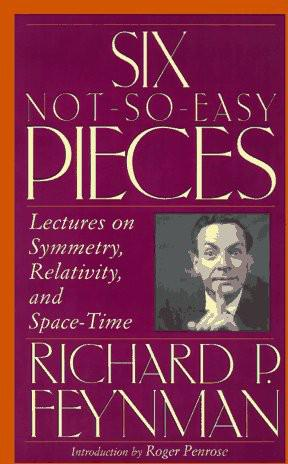 SIX
NOT-SO-EASY
PIECES
Lectures on
Symmetry,
Relativity,
and
Space-Time
RICHARD P.
FEYNMAN
Introduction by Roger Penrose